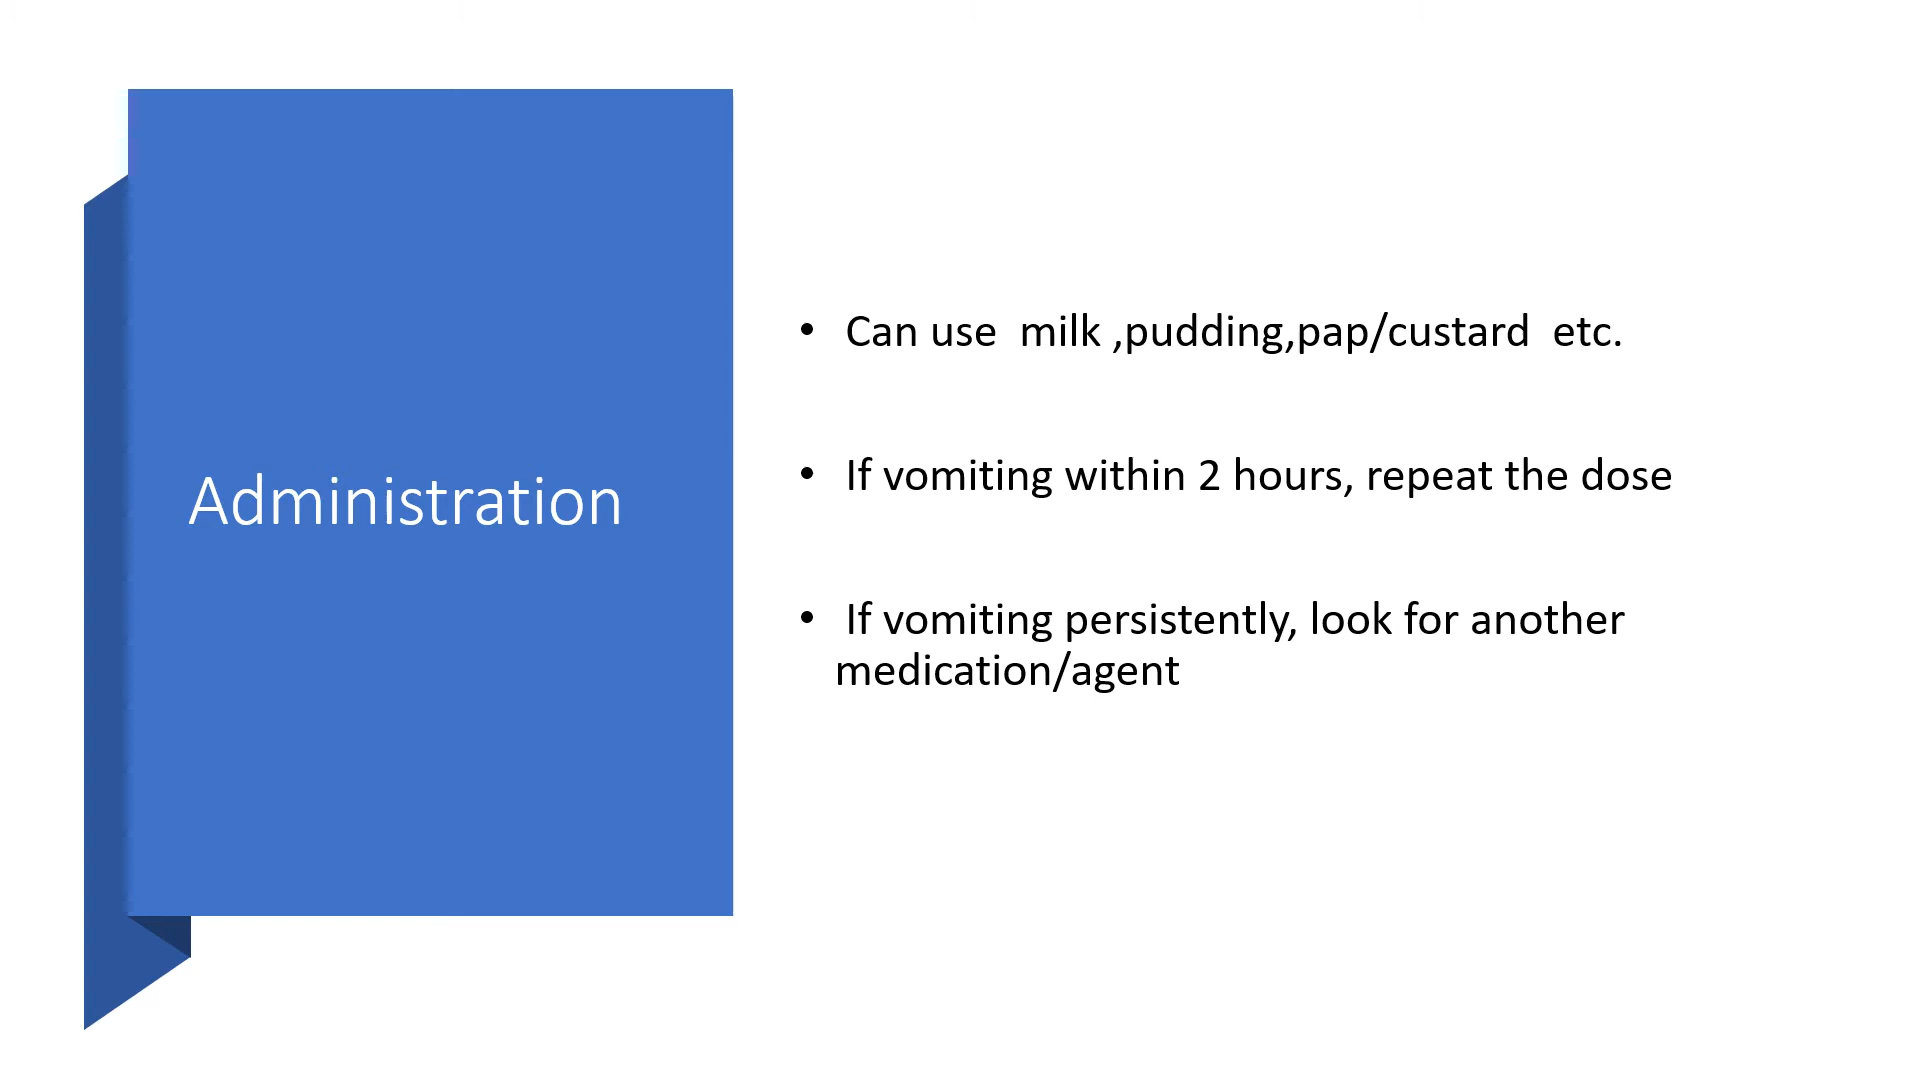 Administration
• Can use  milk ,pudding,pap/custard  etc.
• If vomiting within 2 hours, repeat the dose
• If vomiting persistently, look for another
medication/agent